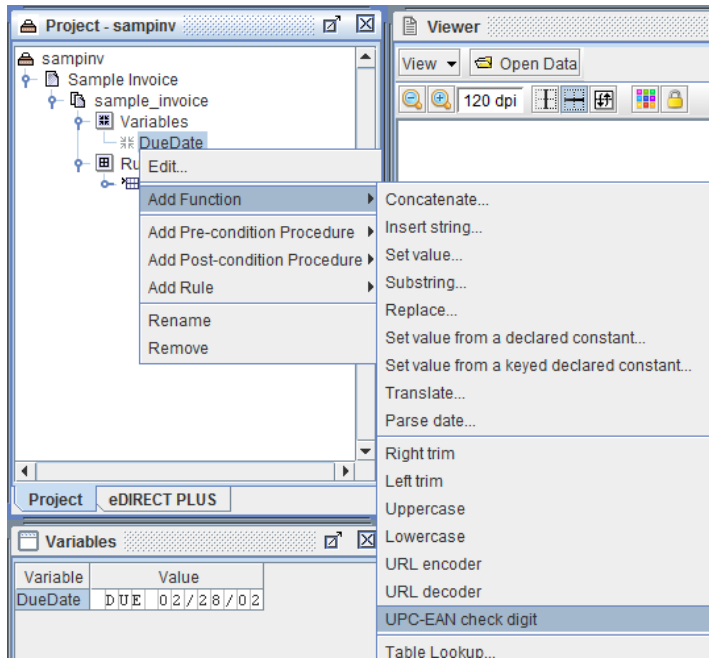 Project - sampinv
sampinv
Sample Invoice
sample_invoice
Variables
DueDate
Ru
Edit...
Add Function
Add Pre-condition Procedure
Add Post-condition Procedure
Add Rule
Rename
Remove
Project
eDIRECT PLUS
Variables
Variable Value
DueDate DUE 02/28/02
Viewer
View Open Data
120 dpi
Concatenate...
Insert string...
Set value...
Substring...
Replace...
Set value from a declared constant...
Set value from a keyed declared constant...
Translate...
Parse date...
Right trim
Left trim
Uppercase
Lowercase
URL encoder
URL decoder
UPC-EAN check digit
Table Lookup...